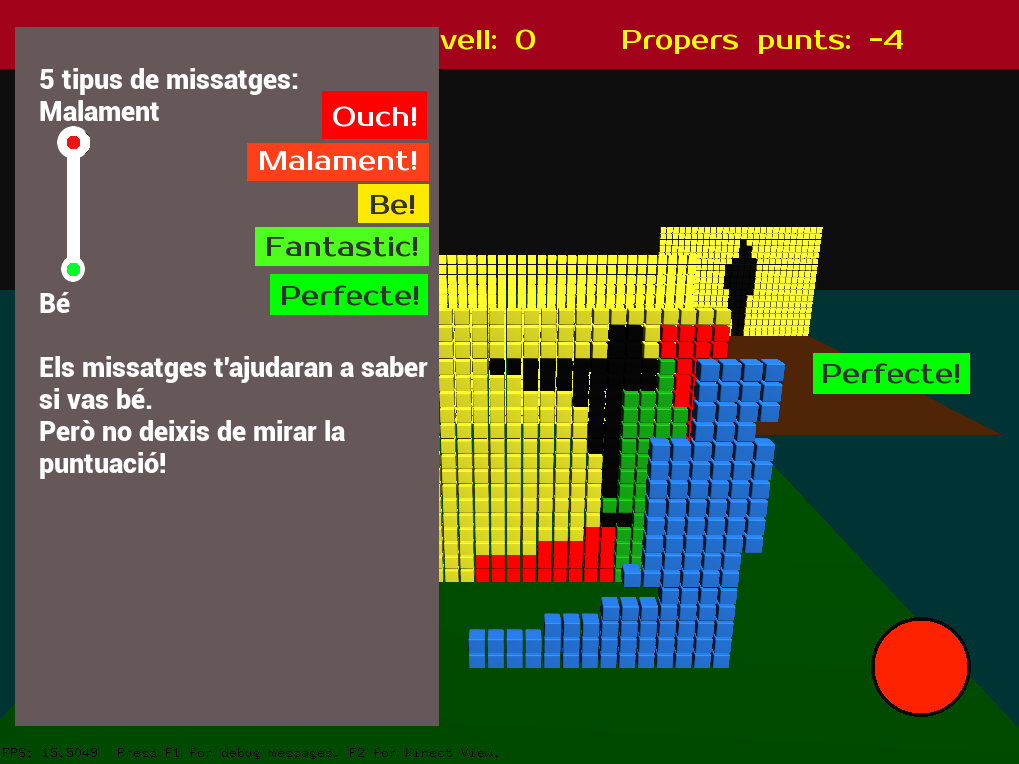 vell: 0 Propers punts: -4
5 tipus de missatges:
Malament
Ouch!
Malament!
Be!
Fantastic!
Perfecte!
Bé
Els missatges t'ajudaran a saber
si vas bé.
Però no deixis de mirar la
puntuació!
Perfecte!
FPS: 15.5049 Press F1 for debug messages. F2 for kinect View.